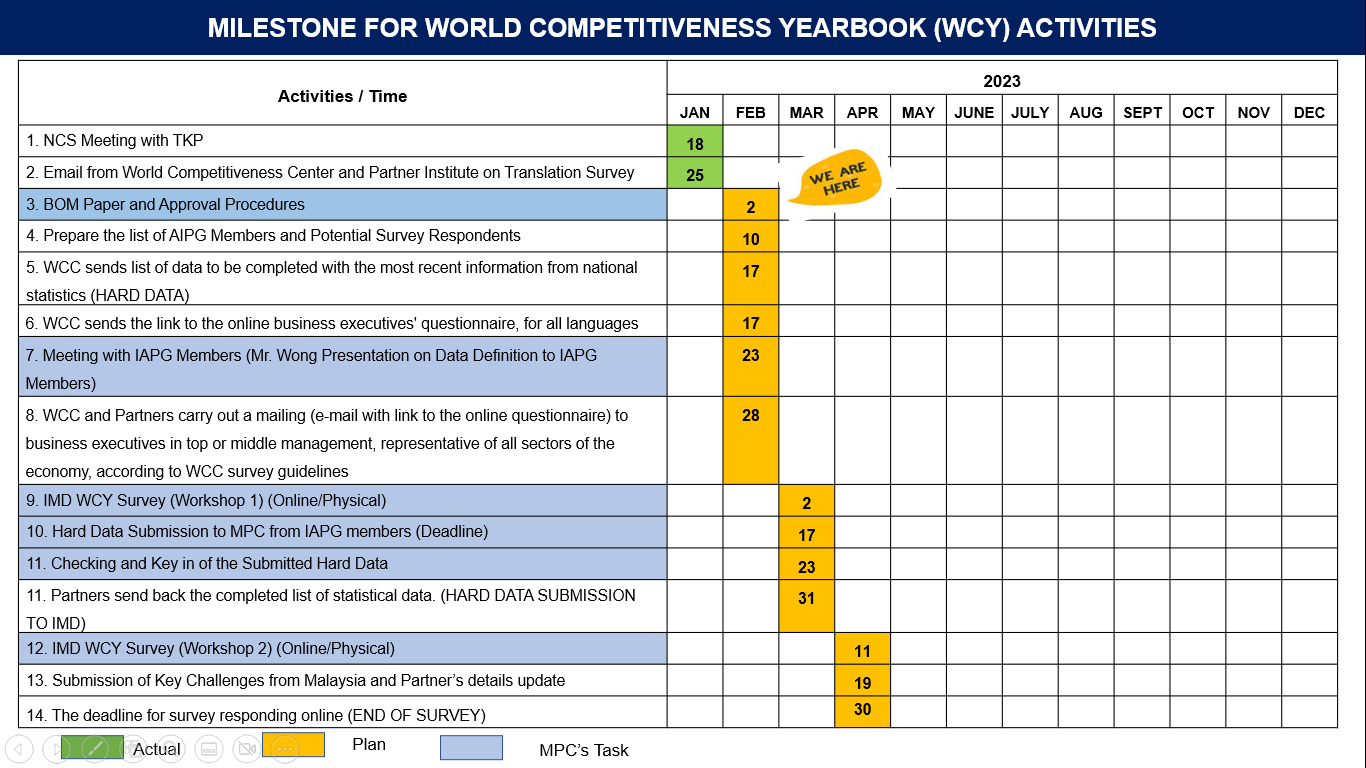 MILESTONE FOR WORLD COMPETITIVENESS YEARBOOK (WCY) ACTIVITIES
Activities / Time
2023
JAN FEB MAR APR MAY JUNE JULY AUG SEPT OCT NOV DEC
1. NCS Meeting with TKP
18
2. Email from World Competitiveness Center and Partner Institute on Translation Survey
25
WE ARE
HERE
3. BOM Paper and Approval Procedures
2
4. Prepare the list of AIPG Members and Potential Survey Respondents
10
5. WCC sends list of data to be completed with the most recent information from national
statistics (HARD DATA)
17
6. WCC sends the link to the online business executives' questionnaire, for all languages
17
7. Meeting with IAPG Members (Mr. Wong Presentation on Data Definition to IAPG
Members)
23
8. WCC and Partners carry out a mailing (e-mail with link to the online questionnaire) to
business executives in top or middle management, representative of all sectors of the
economy, according to WCC survey guidelines
28
9. IMD WCY Survey (Workshop 1) (Online/Physical)
2
10. Hard Data Submission to MPC from IAPG members (Deadline)
17
11. Checking and Key in of the Submitted Hard Data
23
11. Partners send back the completed list of statistical data. (HARD DATA SUBMISSION
TO IMD)
31
12. IMD WCY Survey (Workshop 2) (Online/Physical)
11
13. Submission of Key Challenges from Malaysia and Partner’s details update
19
14. The deadline for survey responding online (END OF SURVEY)
30
Actual
Plan
MPC’s Task